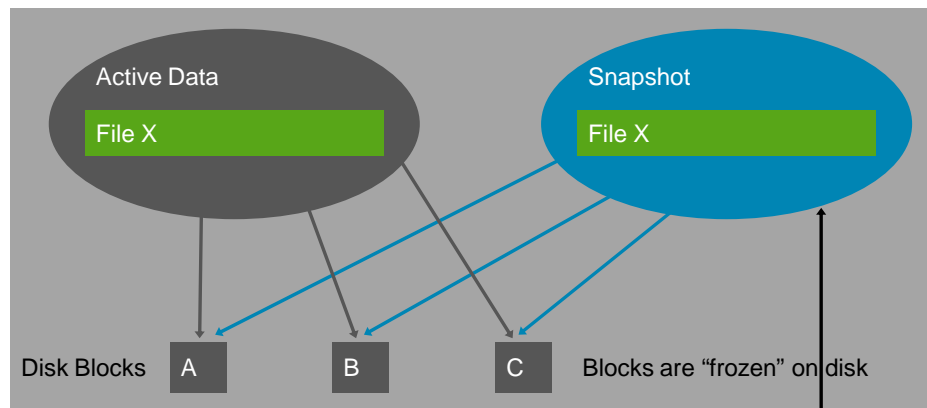 Active Data
File X
Snapshot
File X
Disk Blocks
A
B
C
Blocks are “frozen” on disk